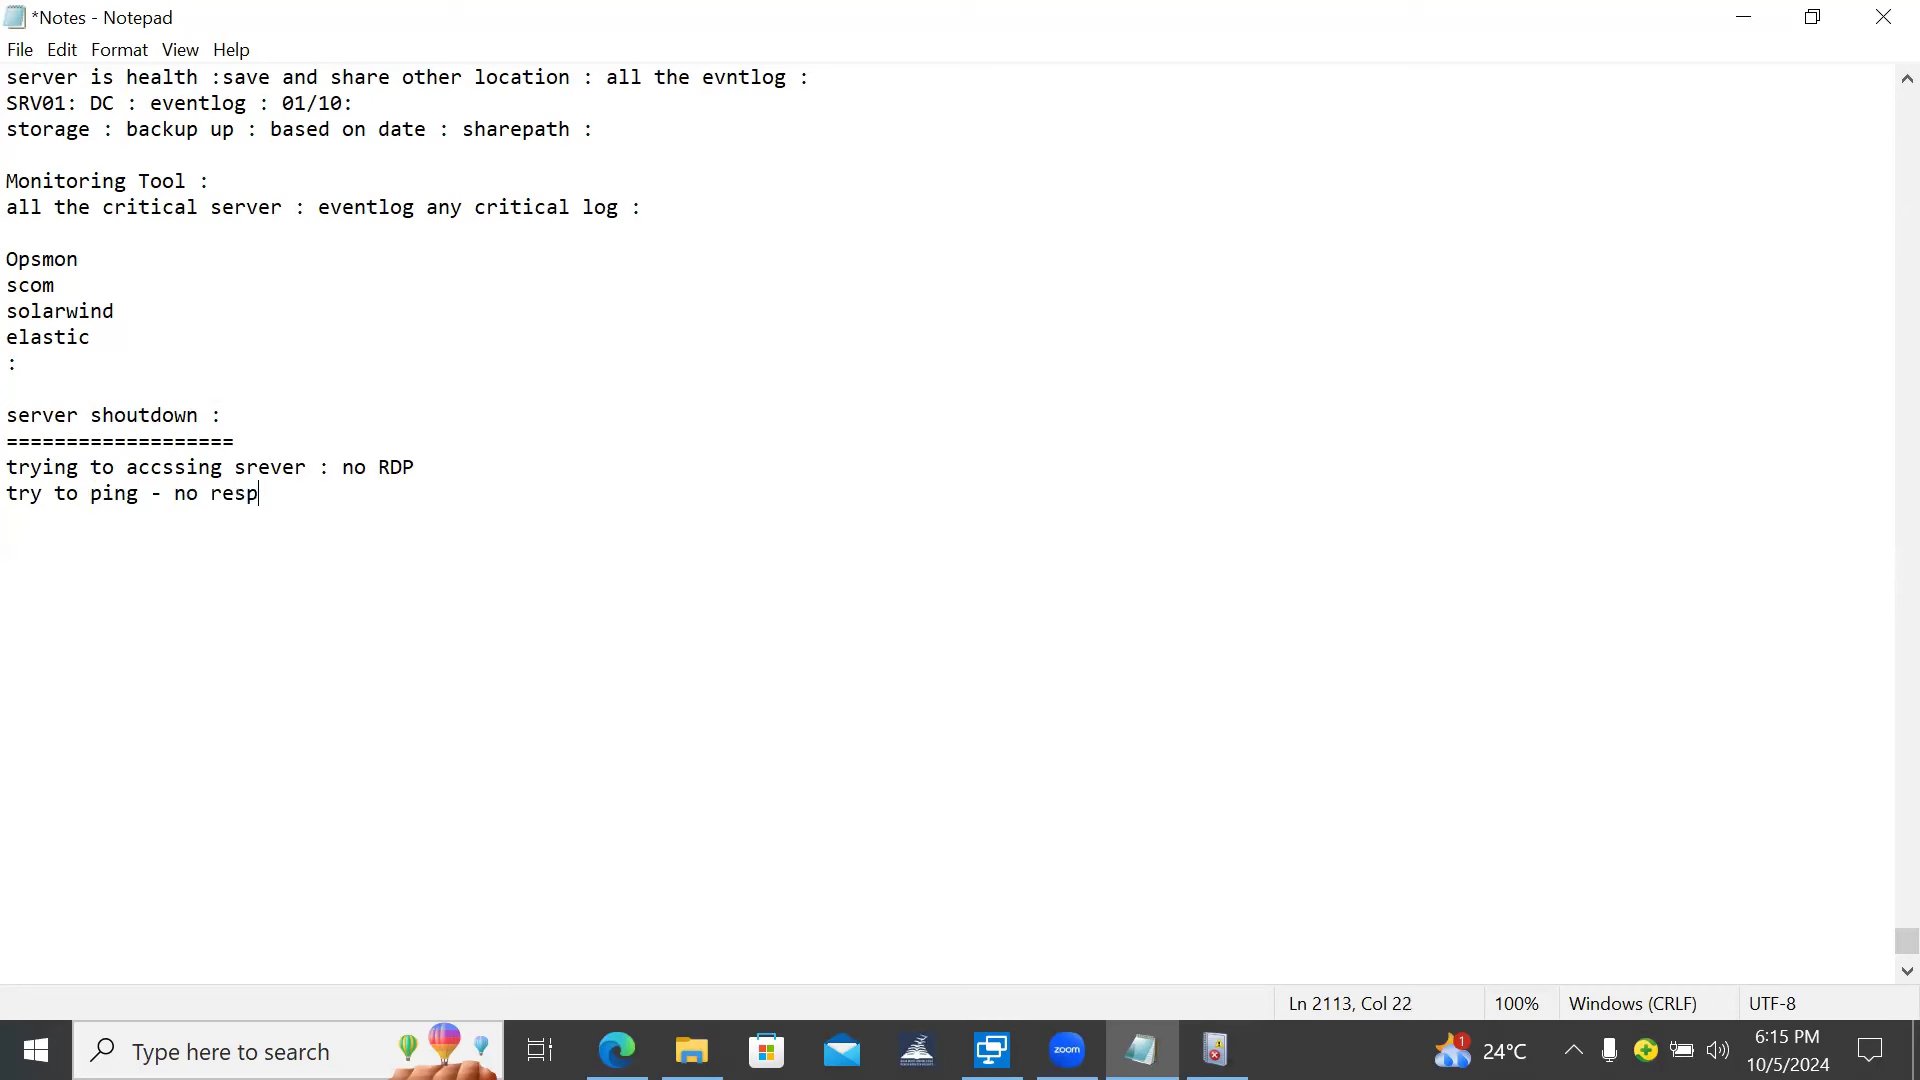 *Notes - Notepad
File Edit Format View Help
server is health :save and share other location : all the evntlog :
SRV01: DC : eventlog : 01/10:
storage : backup up : based on date : sharepath :
Monitoring Tool :
all the critical server : eventlog any critical log :
Opsmon
scom
solarwind
elastic
:
server shoutdown :
===================
trying to accssing srever : no RDP
try to ping - no resp
Ln 2113, Col 22 100% Windows (CRLF) UTF-8
Type here to search
zoom
1
24°C
6:15 PM
10/5/2024